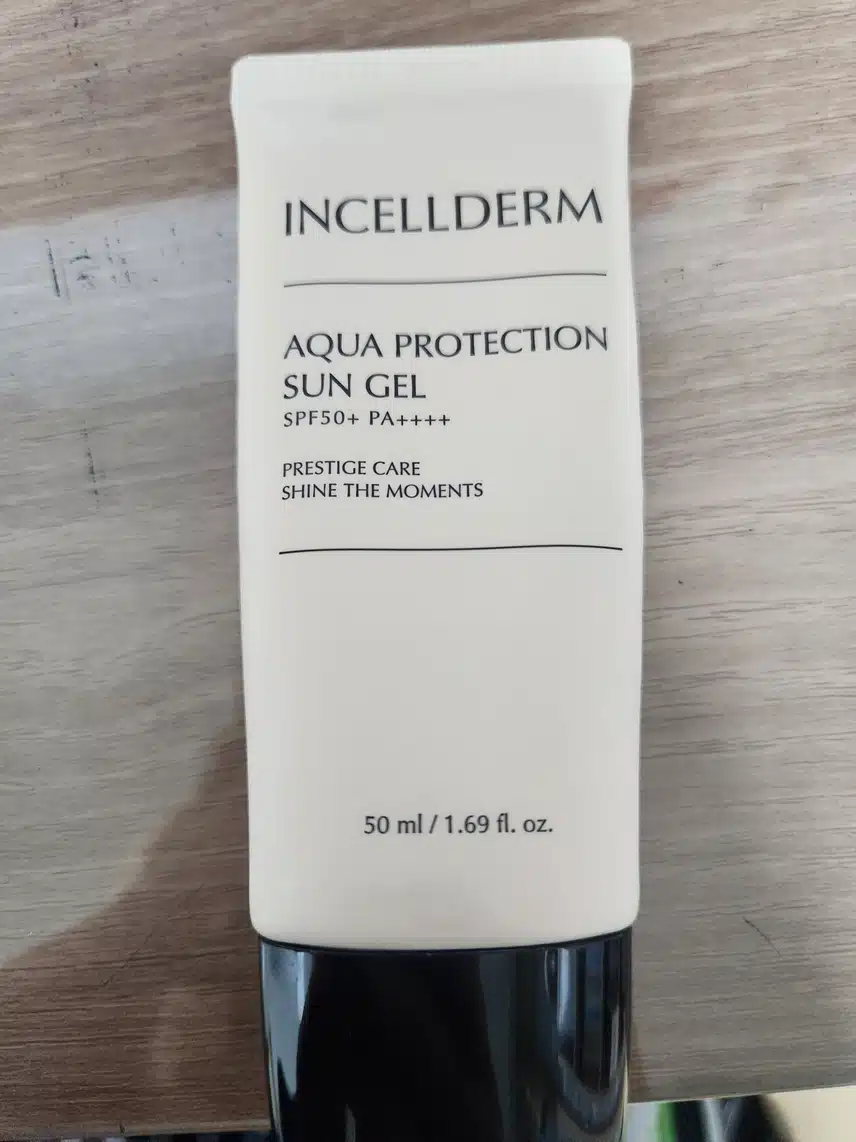 INCELLDERM
AQUA PROTECTION
SUN GEL
SPF50+ PA++++
PRESTIGE CARE
SHINE THE MOMENTS
50 ml / 1.69 fl. oz.